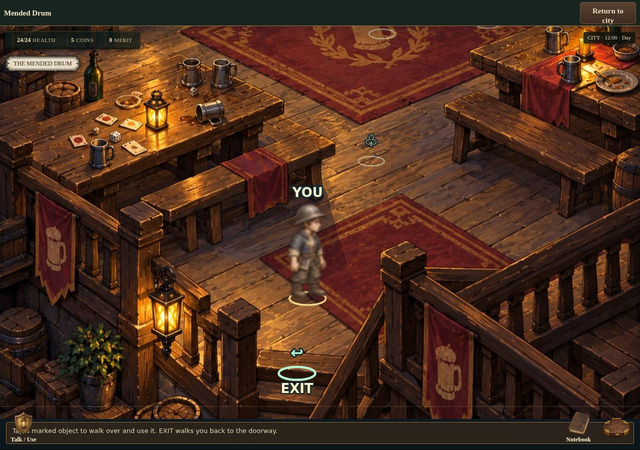 Mended Drum
Return to
city
24/24 HEALTH
5 COINS
0 MERIT
CITY · 12:00 · Day
THE MENDED DRUM
YOU
EXIT
marked object to walk over and use it. EXIT walks you back to the doorway.
Talk / Use
Notebook